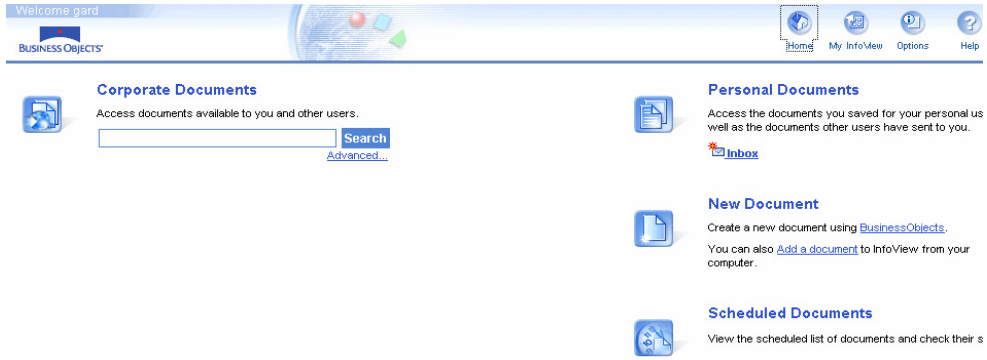 Welcome gard
BUSINESS OBJECTS
Home My InfoView Options Help
Corporate Documents
Access documents available to you and other users.
Search
Advanced...
Personal Documents
Access the documents you saved for your personal us
well as the documents other users have sent to you.
Inbox
New Document
Create a new document using BusinessObjects.
You can also Add a document to InfoView from your
computer.
Scheduled Documents
View the scheduled list of documents and check their s